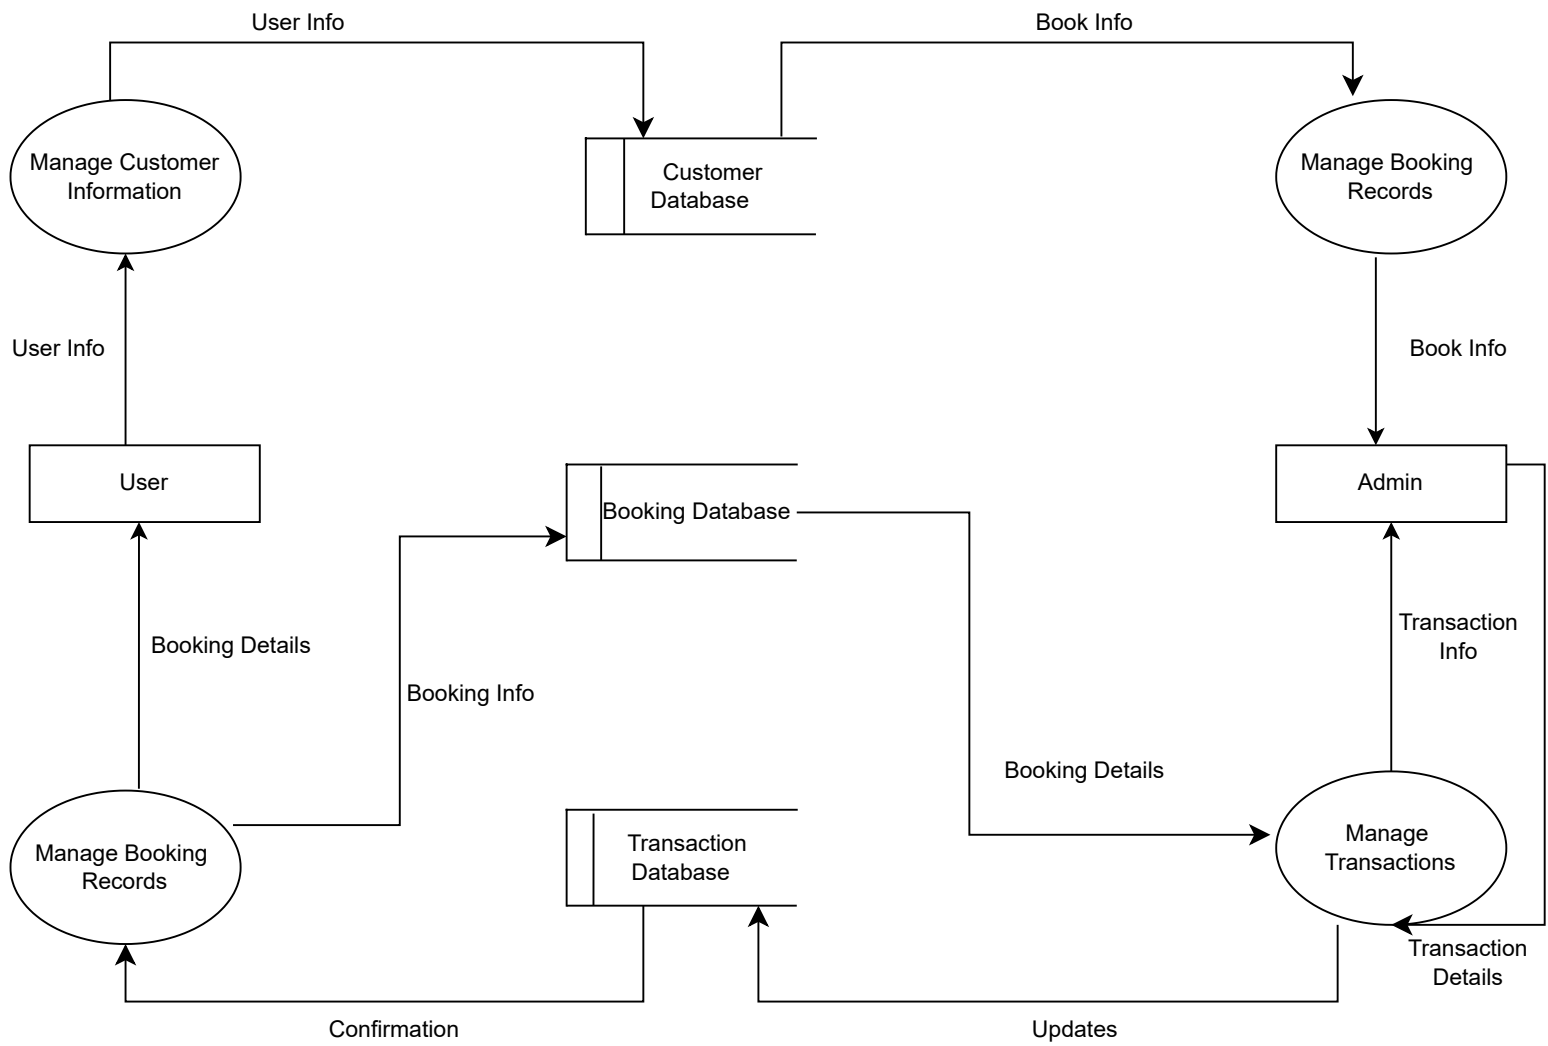 User Info
Book Info
Manage Customer
Information
Customer
Database
Manage Booking
Records
User Info
Book Info
User
Booking Database
Admin
Booking Details
Booking Info
Transaction
Info
Booking Details
Manage Booking
Records
Transaction
Database
Manage
Transactions
Transaction
Details
Confirmation
Updates